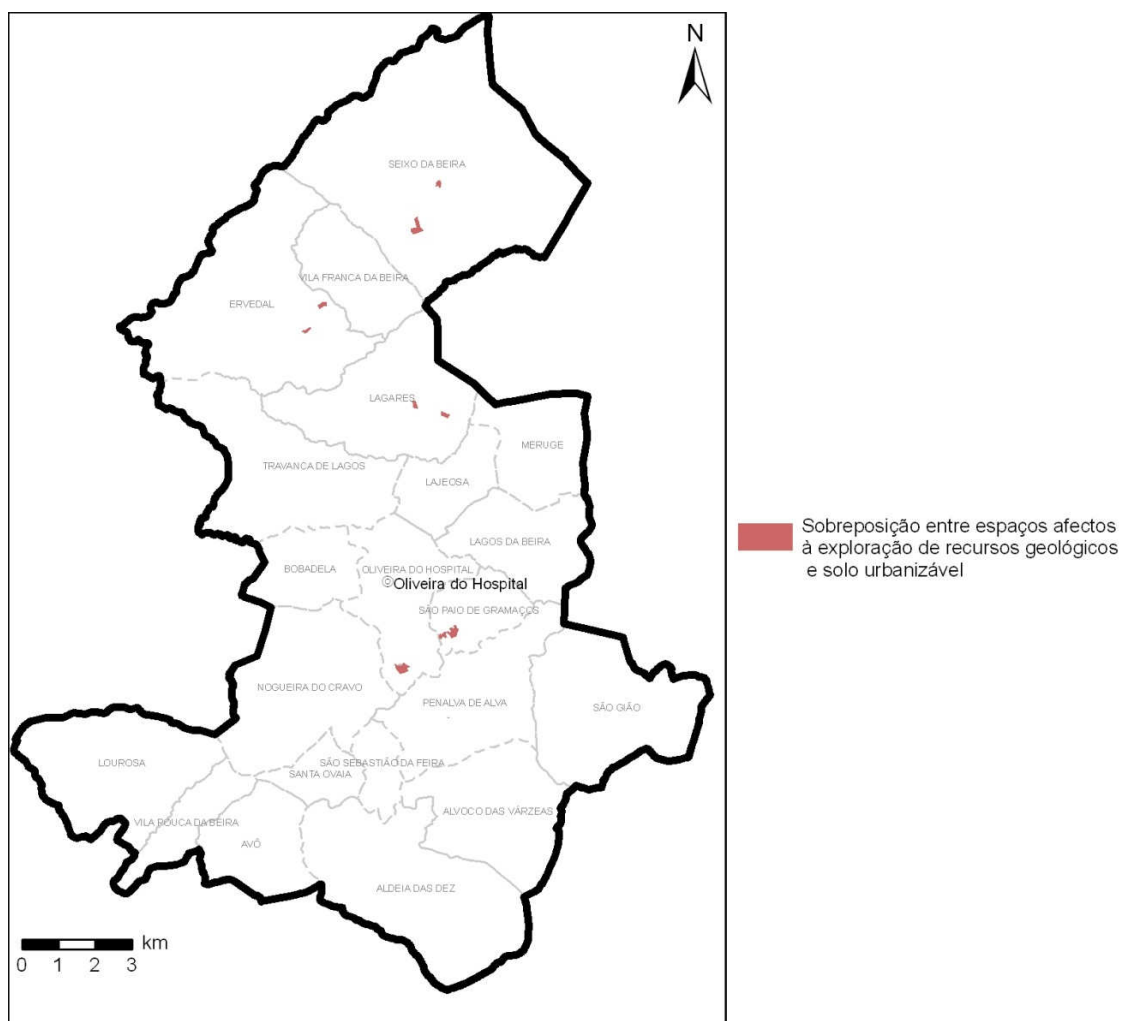 N
SEIXO DA BEIRA
VILA FRANCA DA BEIRA
ERVEDAL
LAGARES
MERUGE
TRAVANCA DE LAGOS
LAJEOSA
LAGOS DA BEIRA
BOBADELA
OLIVEIRA DO HOSPITAL
Oliveira do Hospital
SÃO PAIO DE GRAMAÇOS
NOGUEIRA DO CRAVO
PENALVA DE ALVA
SÃO GIÃO
LOUROSA
SÃO SEBASTIÃO DA FEIRA
SANTA OVAIA
ALVOCO DAS VÁRZEAS
VILA POUCA DA BEIRA
AVÔ
ALDEIA DAS DEZ
km
0 1 2 3
Sobreposição entre espaços afectos
à exploração de recursos geológicos
e solo urbanizável